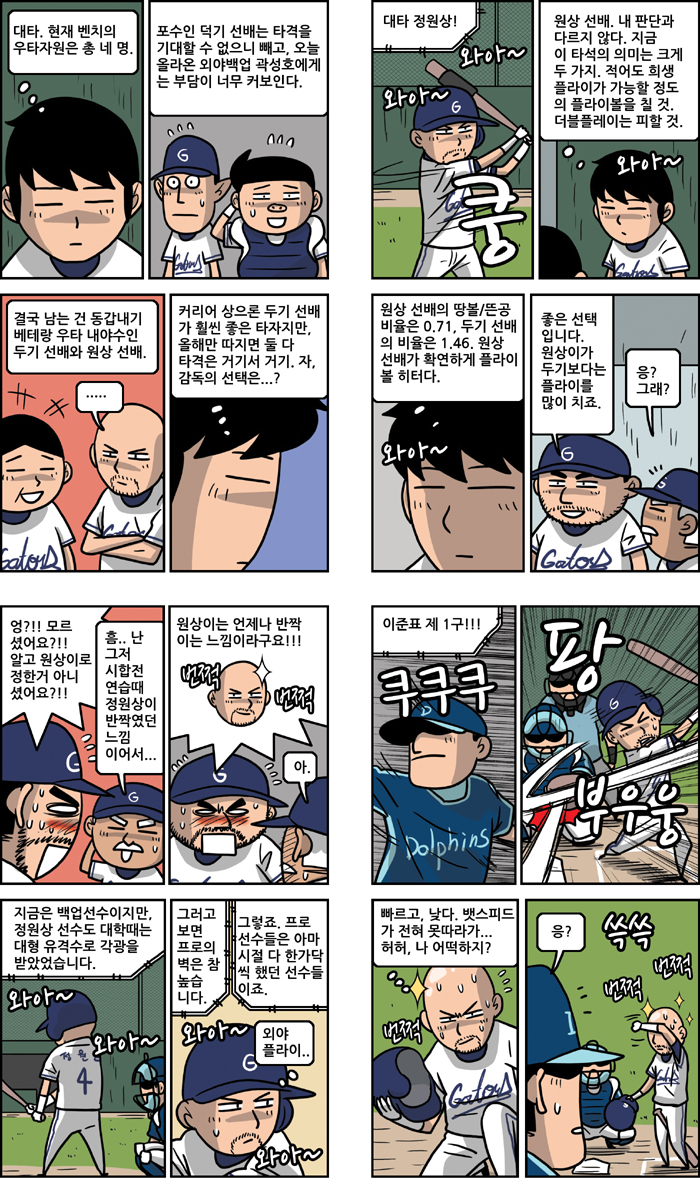 대타. 현재 벤치의
우타자원은 총 네 명.
포수인 덕기 선배는 타격을
기대할 수 없으니 빼고, 오늘
올라온 외야백업 곽성호에게
는 부담이 너무 커보인다.
G
Gators
결국 남는 건 동갑내기
베테랑 우타 내야수인
두기 선배와 원상 선배.
.....
Gators
커리어 상으론 두기 선배
가 훨씬 좋은 타자지만,
올해만 따지면 둘 다
타격은 거기서 거기. 자,
감독의 선택은...?
대타 정원상!
와아~
와아~
G
쿵
원상 선배. 내 판단과
다르지 않다. 지금
이 타석의 의미는 크게
두 가지. 적어도 희생
플라이가 가능할 정도
의 플라이볼을 칠 것.
더블플레이는 피할 것.
와아~
Gators
원상 선배의 땅볼/뜬공
비율은 0.71, 두기 선배
의 비율은 1.46. 원상
선배가 확연하게 플라이
볼 히터다.
와아~
좋은 선택
입니다.
원상이가
두기보다는
플라이를
많이 치죠.
응?
그래?
G
Gators
엉?!! 모르
셨어요?!!
알고 원상이로
정한거 아니
셨어요?!!
흠.. 난
그저
시합전
연습때
정원상이
반짝였던
느낌
이어서...
G
G
원상이는 언제나 반짝
이는 느낌이라구요!!!
번쩍
번쩍
아.
G
지금은 백업선수이지만,
정원상 선수도 대학때는
대형 유격수로 각광을
받았었습니다.
와아~
와아~
정 원
4
그러고
보면
프로의
벽은 참
높습
니다.
그렇죠. 프로
선수들은 아마
시절 다 한가닥
씩 했던 선수들
이죠.
와아~
외야
플라이..
G
와아~
이준표 제 1구!!!
쿠쿠쿠
D
Dolphins
팡
부우웅
빠르고, 낮다. 뱃스피드
가 전혀 못따라가...
허허, 나 어떡하지?
번쩍
Gators
응?
쓱쓱
번쩍
번쩍